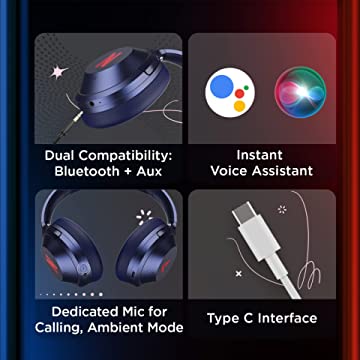 Dual Compatibility:
Bluetooth + Aux
Instant
Voice Assistant
Dedicated Mic for
Calling, Ambient Mode
Type C Interface